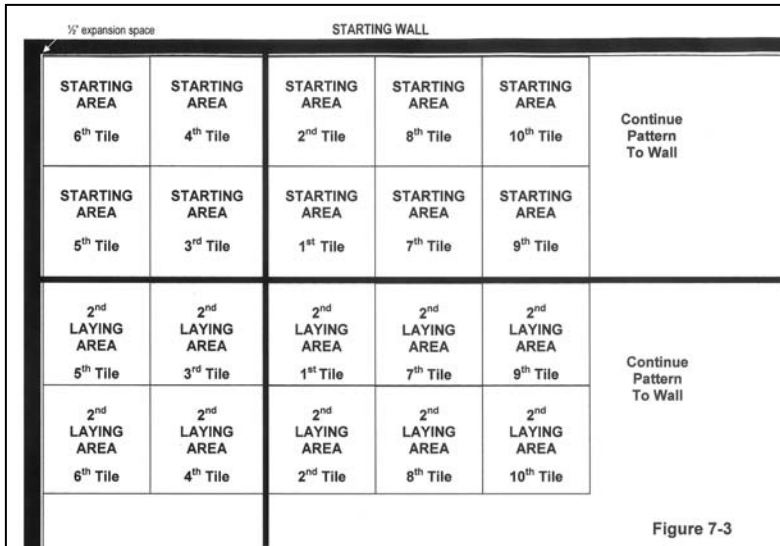 ½" expansion space
STARTING WALL
STARTING AREA
6th Tile
STARTING AREA
4th Tile
STARTING AREA
2nd Tile
STARTING AREA
8th Tile
STARTING AREA
10th Tile
Continue
Pattern
To Wall
STARTING AREA
5th Tile
STARTING AREA
3rd Tile
STARTING AREA
1st Tile
STARTING AREA
7th Tile
STARTING AREA
9th Tile
2nd
LAYING
AREA
5th Tile
2nd
LAYING
AREA
3rd Tile
2nd
LAYING
AREA
1st Tile
2nd
LAYING
AREA
7th Tile
2nd
LAYING
AREA
9th Tile
Continue
Pattern
To Wall
2nd
LAYING
AREA
6th Tile
2nd
LAYING
AREA
4th Tile
2nd
LAYING
AREA
2nd Tile
2nd
LAYING
AREA
8th Tile
2nd
LAYING
AREA
10th Tile
Figure 7-3